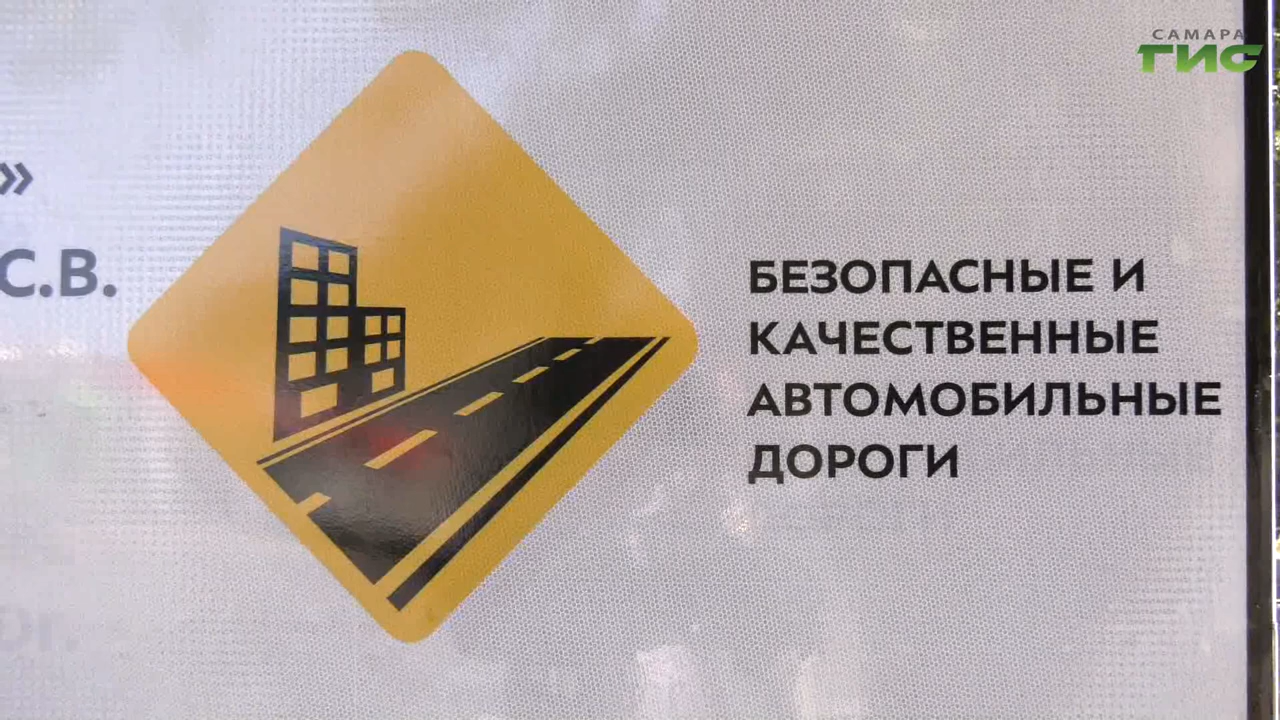 САМАРА
ГИС
»
С.В.
БЕЗОПАСНЫЕ И
КАЧЕСТВЕННЫЕ
АВТОМОБИЛЬНЫЕ
ДОРОГИ